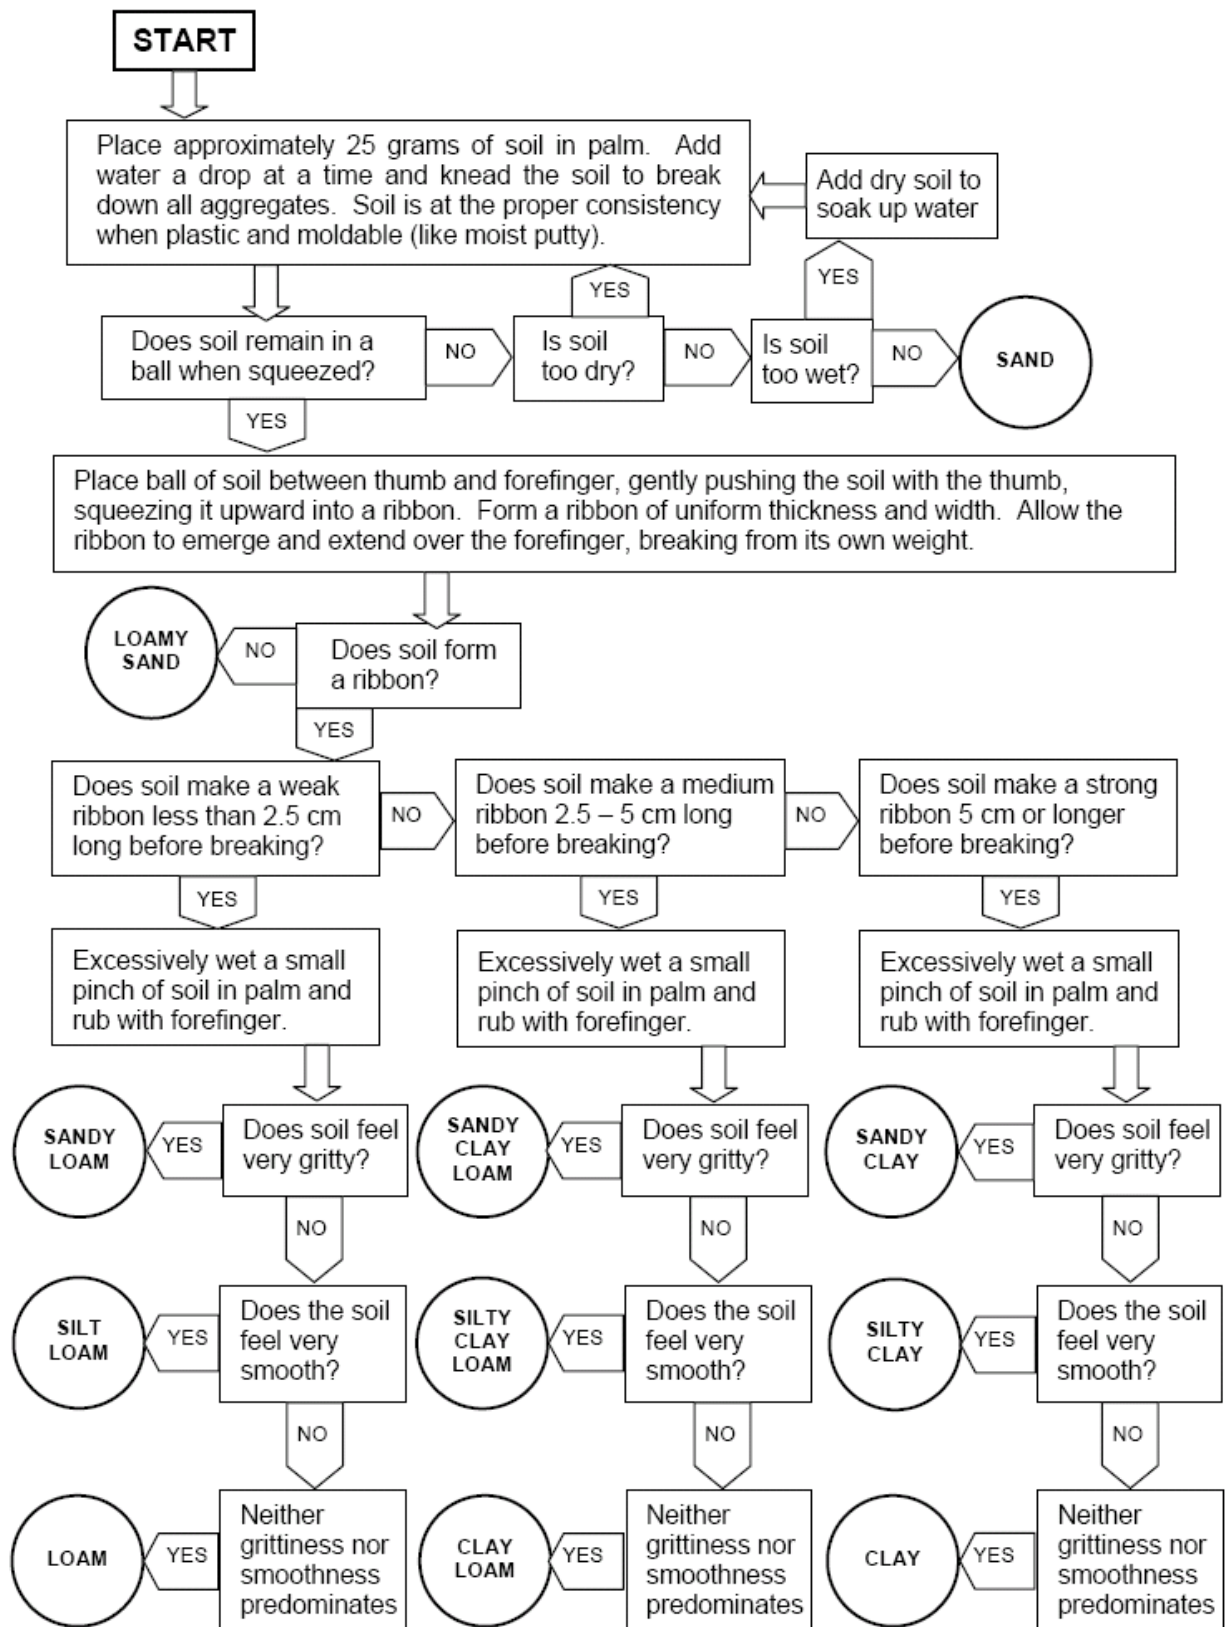 START
Place approximately 25 grams of soil in palm. Add
water a drop at a time and knead the soil to break
down all aggregates. Soil is at the proper consistency
when plastic and moldable (like moist putty).
Add dry soil to
soak up water
YES
YES
Does soil remain in a
ball when squeezed?
NO
Is soil
too dry?
NO
Is soil
too wet?
NO
SAND
YES
Place ball of soil between thumb and forefinger, gently pushing the soil with the thumb,
squeezing it upward into a ribbon. Form a ribbon of uniform thickness and width. Allow the
ribbon to emerge and extend over the forefinger, breaking from its own weight.
LOAMY
SAND
NO
Does soil form
a ribbon?
YES
Does soil make a weak
ribbon less than 2.5 cm
long before breaking?
NO
Does soil make a medium
ribbon 2.5 – 5 cm long
before breaking?
NO
Does soil make a strong
ribbon 5 cm or longer
before breaking?
YES
YES
YES
Excessively wet a small
pinch of soil in palm and
rub with forefinger.
Excessively wet a small
pinch of soil in palm and
rub with forefinger.
Excessively wet a small
pinch of soil in palm and
rub with forefinger.
SANDY
LOAM
YES
Does soil feel
very gritty?
SANDY
CLAY
LOAM
YES
Does soil feel
very gritty?
SANDY
CLAY
YES
Does soil feel
very gritty?
NO
NO
NO
SILT
LOAM
YES
Does the soil
feel very
smooth?
SILTY
CLAY
LOAM
YES
Does the soil
feel very
smooth?
SILTY
CLAY
YES
Does the soil
feel very
smooth?
NO
NO
NO
LOAM
YES
Neither
grittiness nor
smoothness
predominates
CLAY
LOAM
YES
Neither
grittiness nor
smoothness
predominates
CLAY
YES
Neither
grittiness nor
smoothness
predominates